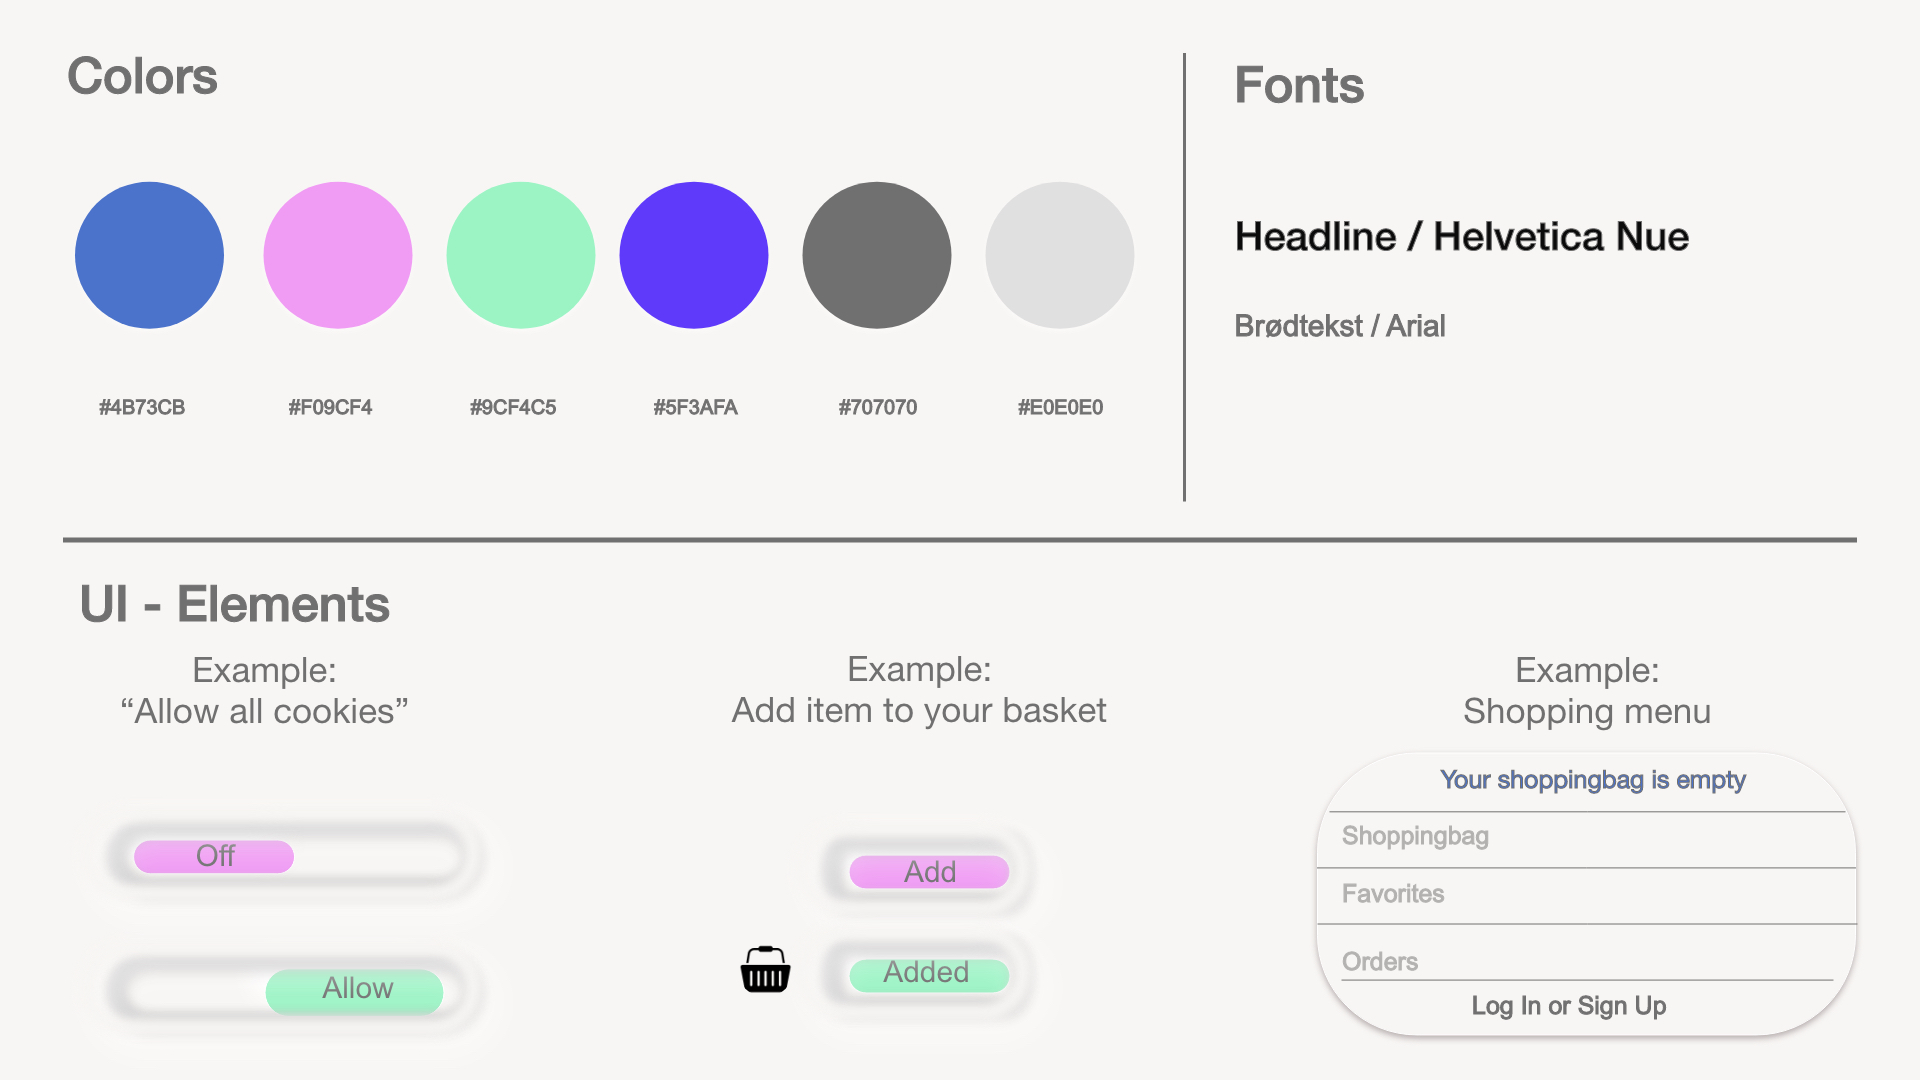 Colors
#4B73CB
#F09CF4
#9CF4C5
#5F3AFA
#707070
#E0E0E0
Fonts
Headline / Helvetica Nue
Brødtekst / Arial
UI - Elements
Example:
“Allow all cookies”
Off
Allow
Example:
Add item to your basket
Add
Added
Example:
Shopping menu
Your shoppingbag is empty
Shoppingbag
Favorites
Orders
Log In or Sign Up